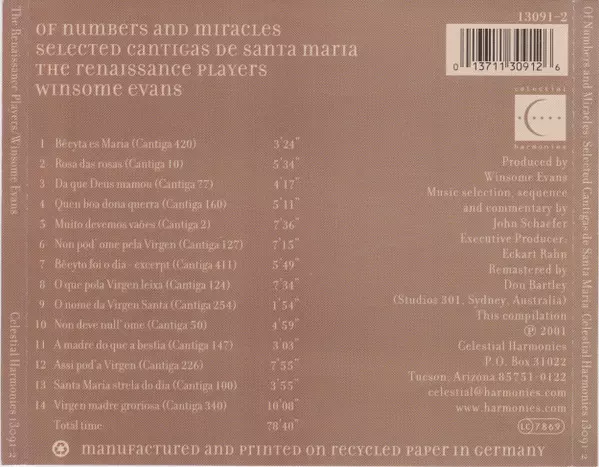 The Renaissance Players/Winsome Evans
Celestial Harmonies 13091-2
OF NUMBERS AND MIRACLES
SELECTED CANTIGAS DE SANTA MARIA
THE RENAISSANCE PLAYERS
WINSOME EVANS
1 Bẽeyta es Maria (Cantiga 420) 3'24"
2 Rosa das rosas (Cantiga 10) 5'34"
3 Da que Deus mamou (Cantiga 77) 4'17"
4 Quen boa dona querra (Cantiga 160) 5'11"
5 Muito devemos vaões (Cantiga 2) 7'36"
6 Non pod' ome pela Virgen (Cantiga 127) 7'15"
7 Bẽeyto foi o dia - excerpt (Cantiga 411) 5'49"
8 O que pola Virgen leixa (Cantiga 124) 7'34"
9 O nome da Virgen Santa (Cantiga 254) 1'54"
10 Non deve null' ome (Cantiga 50) 4'59"
11 A madre do que a bestia (Cantiga 147) 3'03"
12 Assi pod'a Virgen (Cantiga 226) 7'55"
13 Santa Maria strela do dia (Cantiga 100) 3'55"
14 Virgen madre groriosa (Cantiga 340) 10'08"
Total time 78'40"
13091-2
0 13711 30912 6
celestial
harmonies
Produced by
Winsome Evans
Music selection, sequence
and commentary by
John Schaefer
Executive Producer:
Eckart Rahn
Remastered by
Don Bartley
(Studios 301, Sydney, Australia)
This compilation
℗ 2001
Celestial Harmonies
P.O. Box 31022
Tucson, Arizona 85751-0122
celestial@harmonies.com
www.harmonies.com
LC 7869
MANUFACTURED AND PRINTED ON RECYCLED PAPER IN GERMANY
Of Numbers and Miracles Selected Cantigas de Santa Maria Celestial Harmonies 13091-2